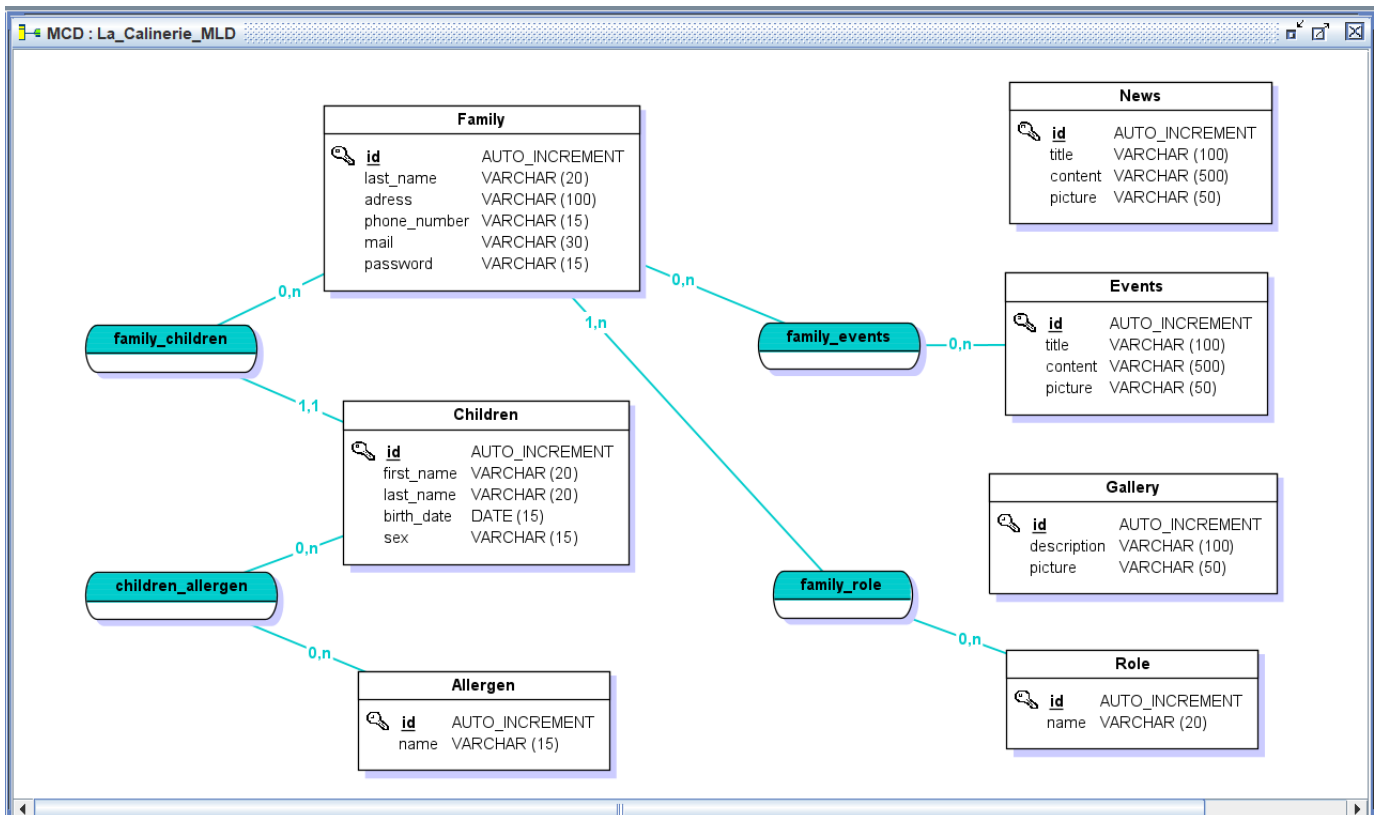 MCD : La_Calinerie_MLD
Family
id AUTO_INCREMENT
last_name VARCHAR (20)
adress VARCHAR (100)
phone_number VARCHAR (15)
mail VARCHAR (30)
password VARCHAR (15)
News
id AUTO_INCREMENT
title VARCHAR (100)
content VARCHAR (500)
picture VARCHAR (50)
0,n
family_children
1,1
0,n
family_events
0,n
Events
id AUTO_INCREMENT
title VARCHAR (100)
content VARCHAR (500)
picture VARCHAR (50)
1,n
Children
id AUTO_INCREMENT
first_name VARCHAR (20)
last_name VARCHAR (20)
birth_date DATE (15)
sex VARCHAR (15)
Gallery
id AUTO_INCREMENT
description VARCHAR (100)
picture VARCHAR (50)
0,n
children_allergen
0,n
family_role
0,n
Allergen
id AUTO_INCREMENT
name VARCHAR (15)
Role
id AUTO_INCREMENT
name VARCHAR (20)